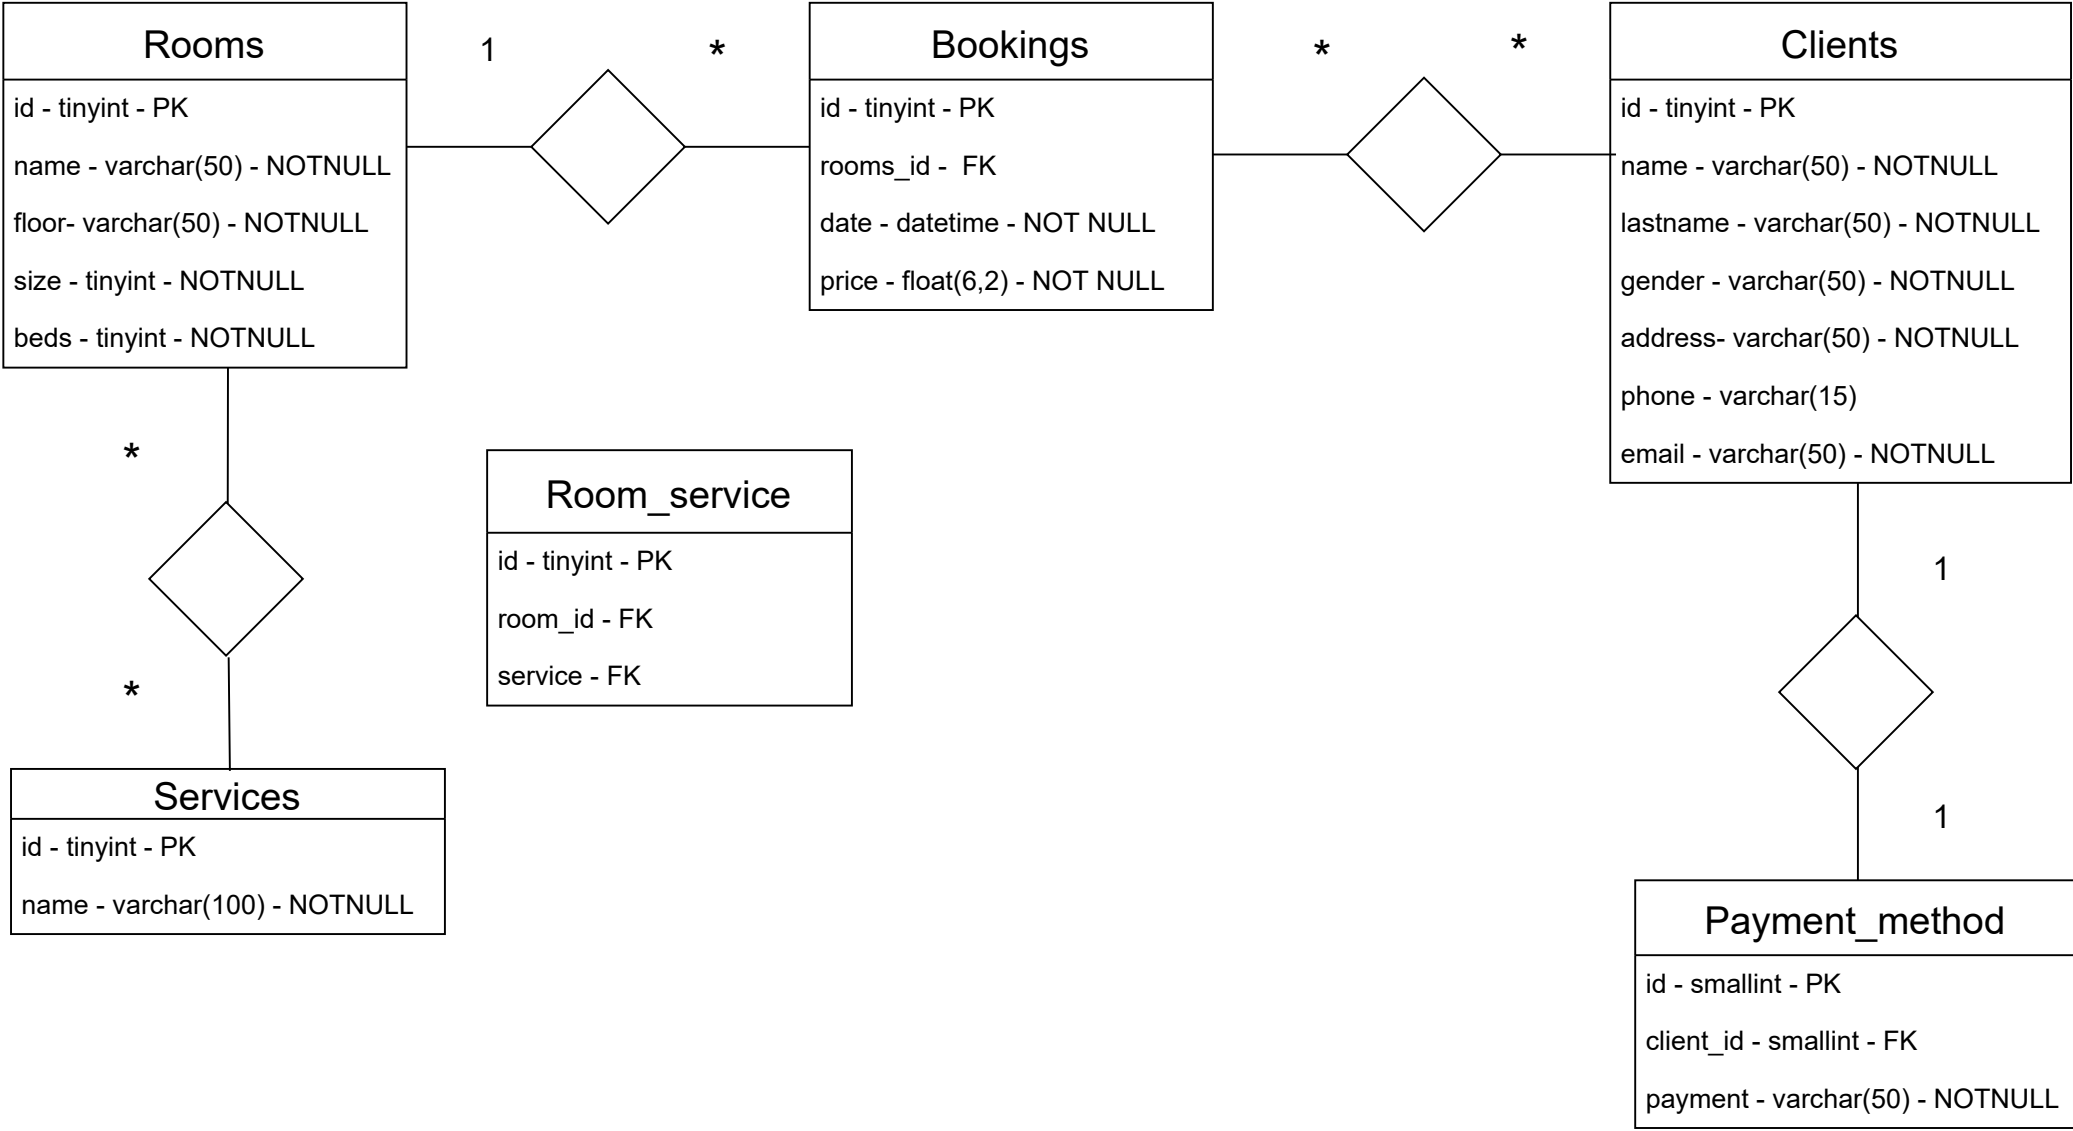 Rooms
id - tinyint - PK
name - varchar(50) - NOTNULL
floor- varchar(50) - NOTNULL
size - tinyint - NOTNULL
beds - tinyint - NOTNULL
1
*
Bookings
id - tinyint - PK
rooms_id -  FK
date - datetime - NOT NULL
price - float(6,2) - NOT NULL
*
*
Clients
id - tinyint - PK
name - varchar(50) - NOTNULL
lastname - varchar(50) - NOTNULL
gender - varchar(50) - NOTNULL
address- varchar(50) - NOTNULL
phone - varchar(15)
email - varchar(50) - NOTNULL
*
*
Room_service
id - tinyint - PK
room_id - FK
service - FK
1
1
Services
id - tinyint - PK
name - varchar(100) - NOTNULL
Payment_method
id - smallint - PK
client_id - smallint - FK
payment - varchar(50) - NOTNULL